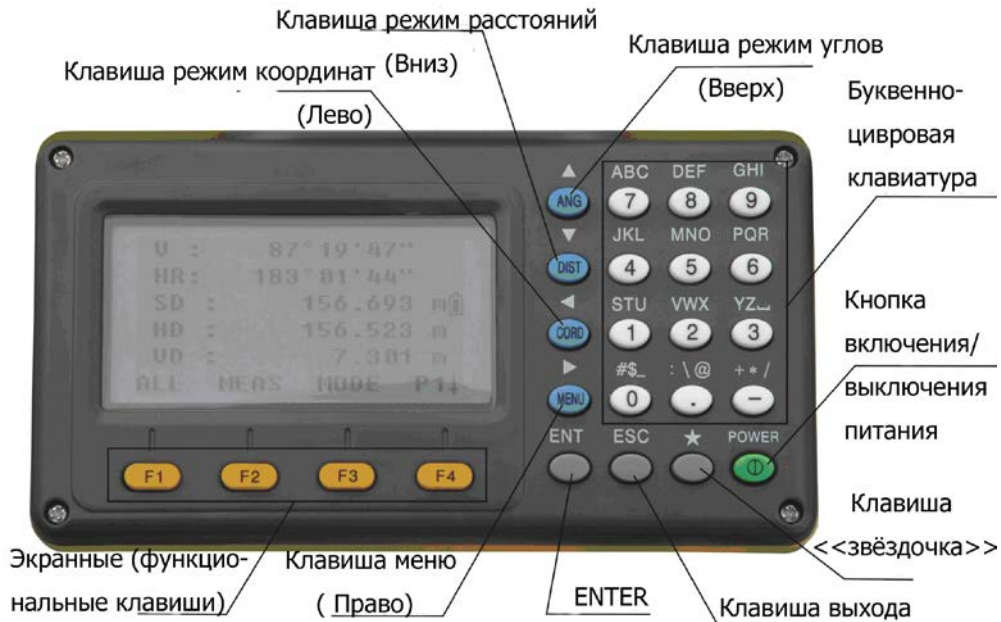 Клавиша режим расстояний
(Вниз)
Клавиша режим углов
(Вверх)
Клавиша режим координат
(Лево)
Буквенно-
цивровая
клавиатура
ABC DEF GHI
ANG 7 8 9
JKL MNO PQR
DIST 4 5 6
STU VWX YZ
CORD 1 2 3
#$_ :\@ +*/
MENU 0 . −
ENT ESC ★ POWER
V : 87°19'47"
HR: 183°01'44"
SD : 156.693 m
HD : 156.523 m
VD : 7.301 m
ALL MEAS MODE P1↓
F1 F2 F3 F4
Кнопка
включения/
выключения
питания
Клавиша
<<звёздочка>>
Экранные (функцио-
нальные клавиши)
Клавиша меню
( Право)
ENTER
Клавиша выхода